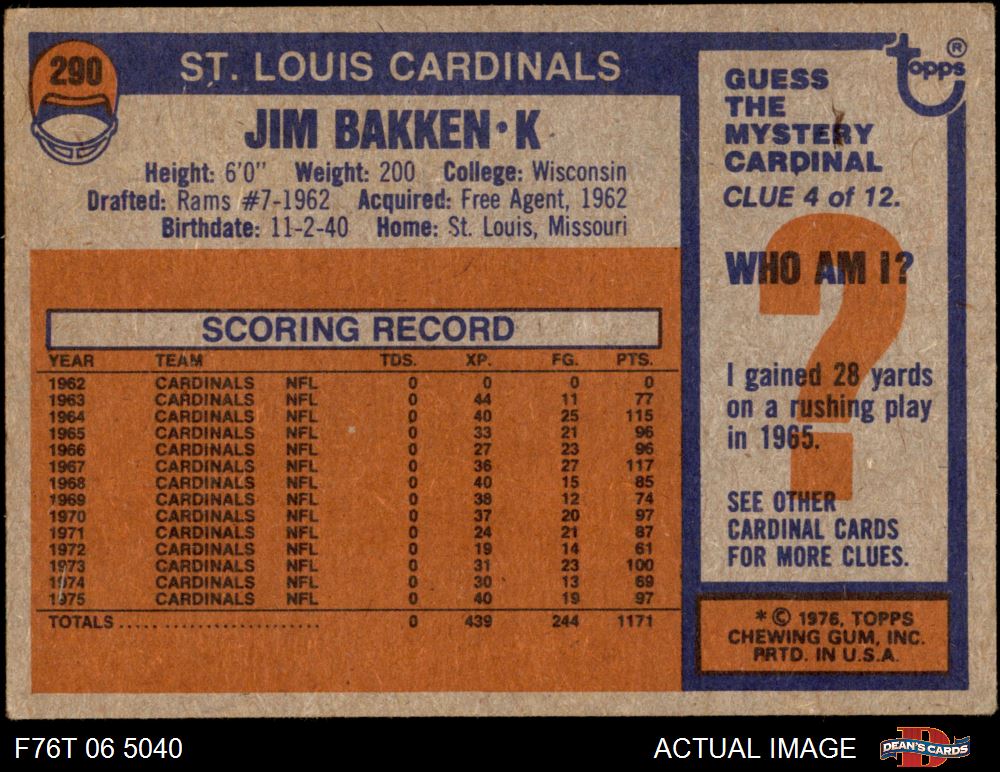 290
ST. LOUIS CARDINALS
JIM BAKKEN • K
Height: 6'0" Weight: 200 College: Wisconsin
Drafted: Rams #7-1962 Acquired: Free Agent, 1962
Birthdate: 11-2-40 Home: St. Louis, Missouri
SCORING RECORD
YEAR TEAM TDS. XP. FG. PTS.
1962 CARDINALS NFL 0 0 0 0
1963 CARDINALS NFL 0 44 11 77
1964 CARDINALS NFL 0 40 25 115
1965 CARDINALS NFL 0 33 21 96
1966 CARDINALS NFL 0 27 23 96
1967 CARDINALS NFL 0 36 27 117
1968 CARDINALS NFL 0 40 15 85
1969 CARDINALS NFL 0 38 12 74
1970 CARDINALS NFL 0 37 20 97
1971 CARDINALS NFL 0 24 21 87
1972 CARDINALS NFL 0 19 14 61
1973 CARDINALS NFL 0 31 23 100
1974 CARDINALS NFL 0 30 13 69
1975 CARDINALS NFL 0 40 19 97
TOTALS ........................ 0 439 244 1171
topps ®
GUESS
THE
MYSTERY
CARDINAL
CLUE 4 of 12.
?
WHO AM I?
I gained 28 yards
on a rushing play
in 1965.
SEE OTHER
CARDINAL CARDS
FOR MORE CLUES.
* © 1976, TOPPS
CHEWING GUM, INC.
PRTD. IN U.S.A.
F76T 06 5040
ACTUAL IMAGE
DEAN'S CARDS